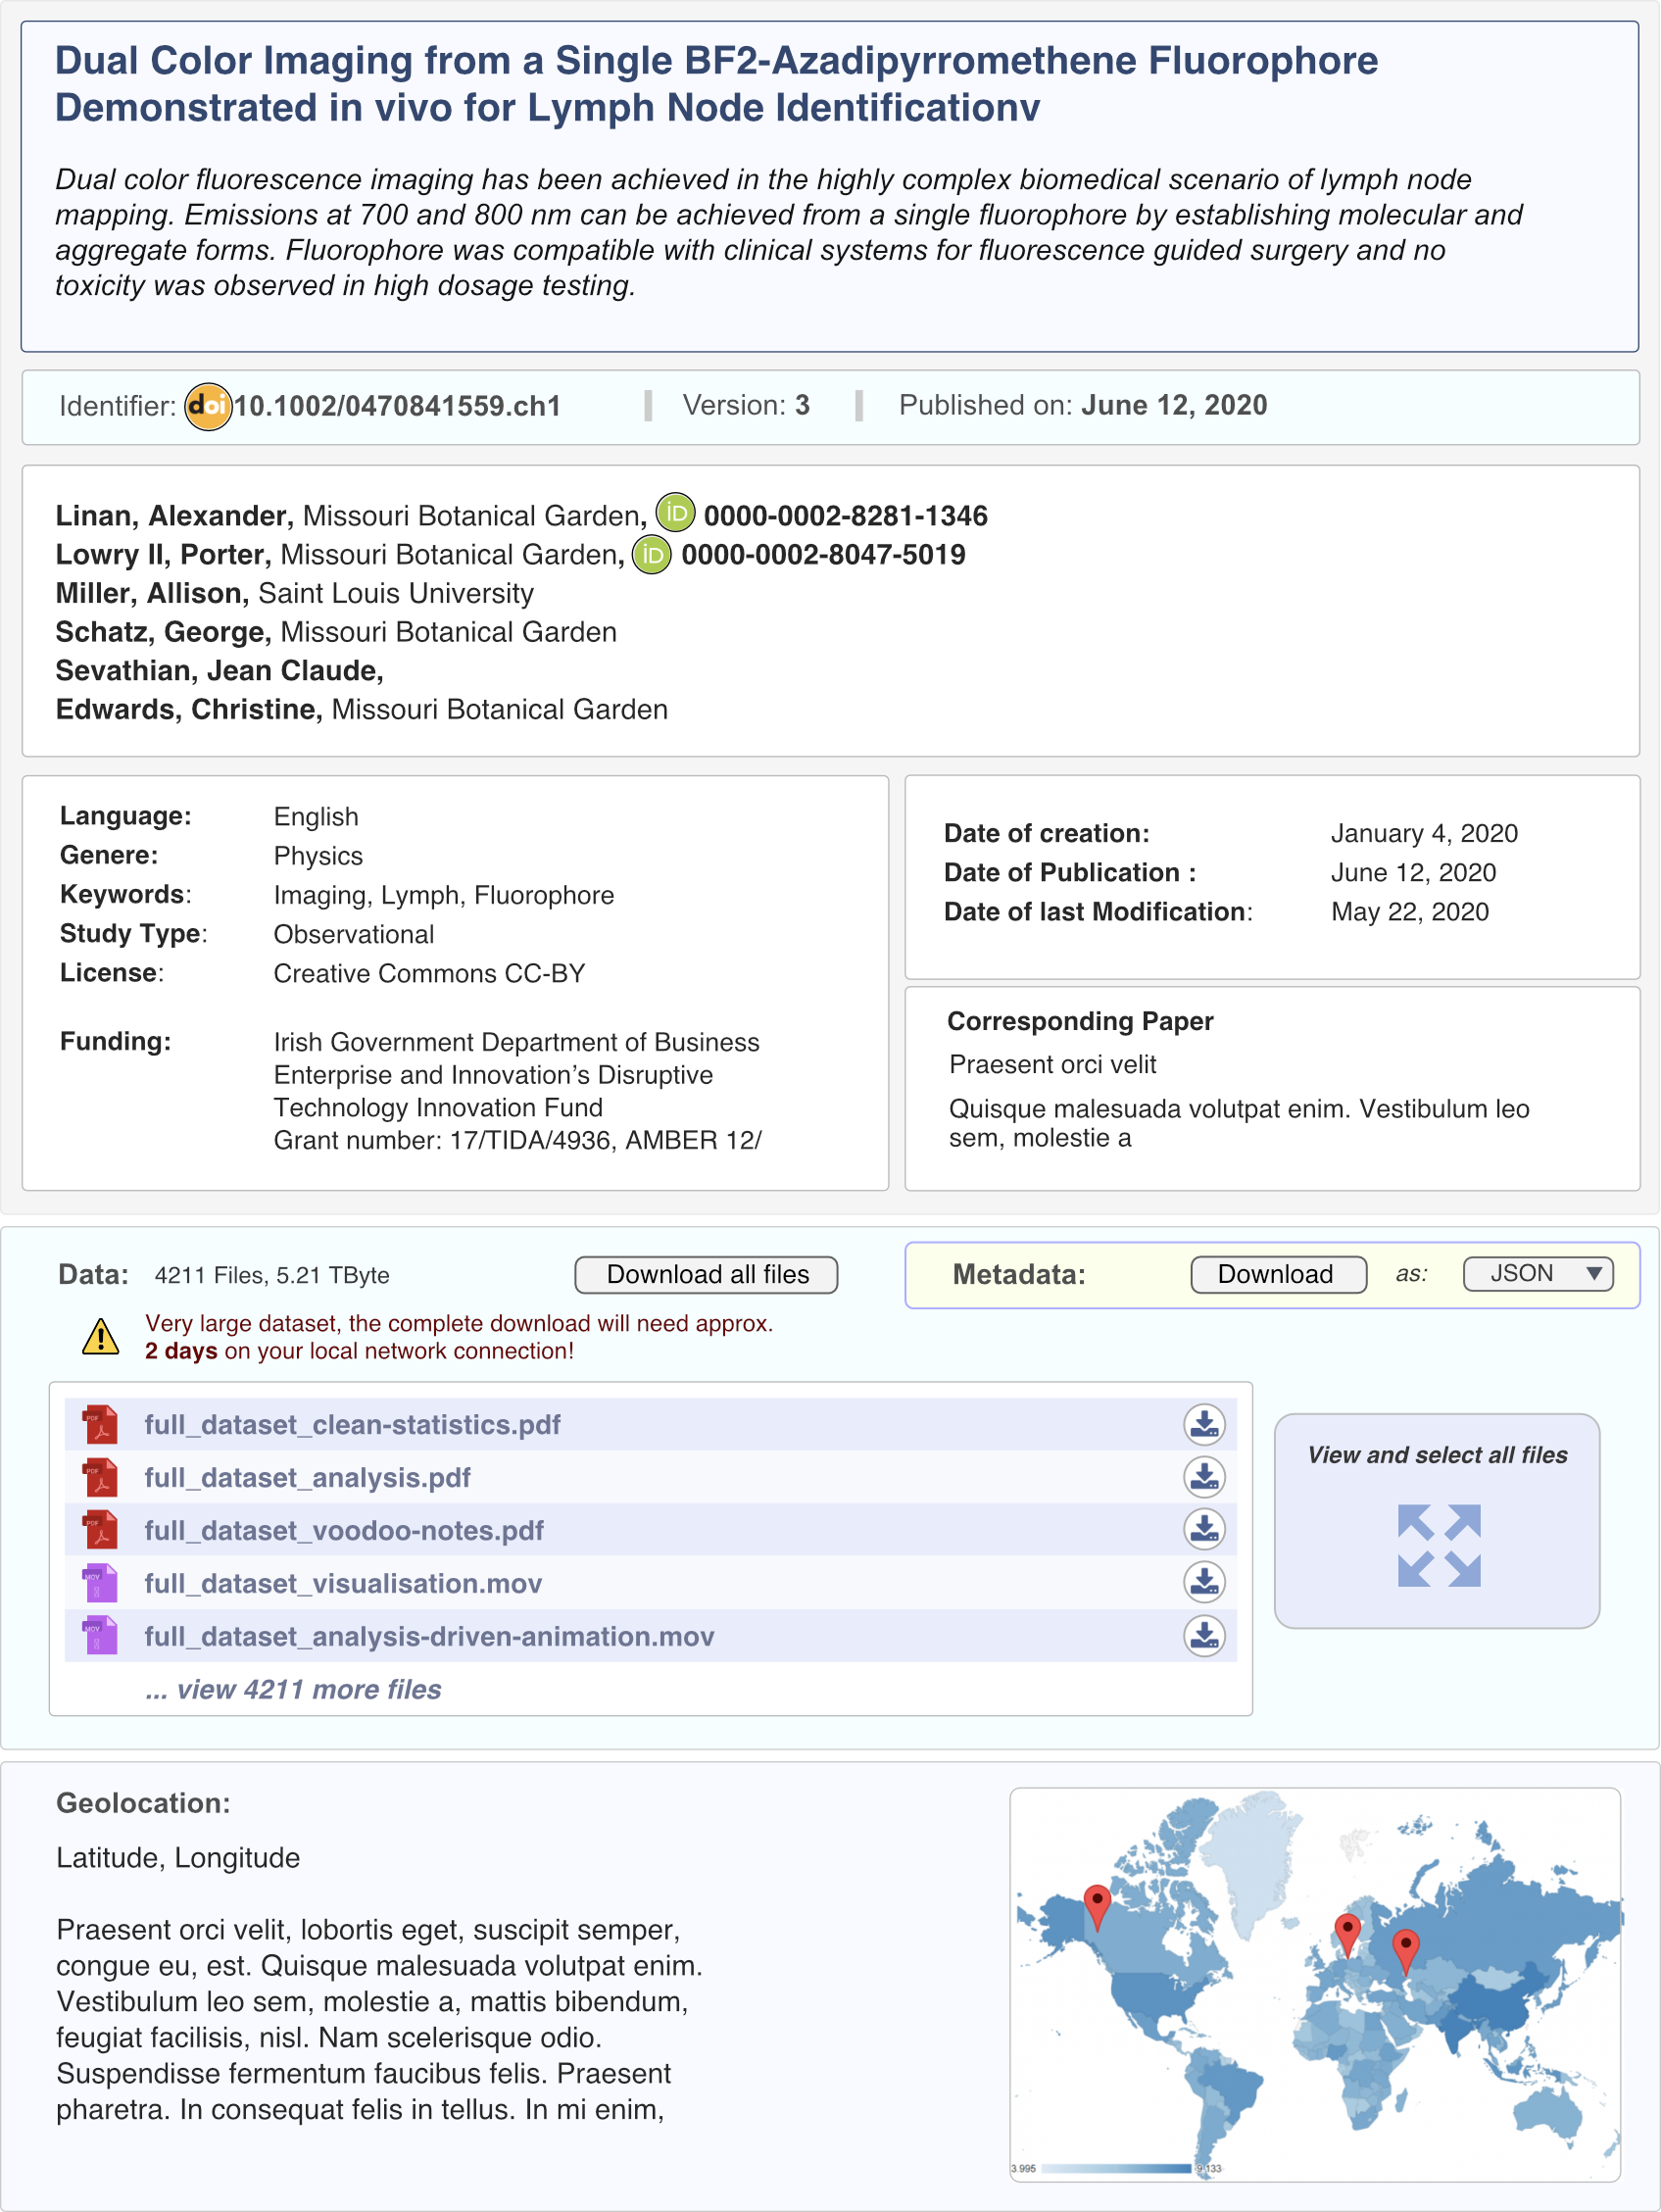 Dual Color Imaging from a Single BF2-Azadipyrromethene Fluorophore
Demonstrated in vivo for Lymph Node Identificationv
Dual color fluorescence imaging has been achieved in the highly complex biomedical scenario of lymph node
mapping. Emissions at 700 and 800 nm can be achieved from a single fluorophore by establishing molecular and
aggregate forms. Fluorophore was compatible with clinical systems for fluorescence guided surgery and no
toxicity was observed in high dosage testing.
Identifier: doi 10.1002/0470841559.ch1 | Version: 3 | Published on: June 12, 2020
Linan, Alexander, Missouri Botanical Garden, iD 0000-0002-8281-1346
Lowry II, Porter, Missouri Botanical Garden, iD 0000-0002-8047-5019
Miller, Allison, Saint Louis University
Schatz, George, Missouri Botanical Garden
Sevathian, Jean Claude,
Edwards, Christine, Missouri Botanical Garden
Language: English
Genere: Physics
Keywords: Imaging, Lymph, Fluorophore
Study Type: Observational
License: Creative Commons CC-BY
Funding: Irish Government Department of Business
Enterprise and Innovation’s Disruptive
Technology Innovation Fund
Grant number: 17/TIDA/4936, AMBER 12/
Date of creation: January 4, 2020
Date of Publication : June 12, 2020
Date of last Modification: May 22, 2020
Corresponding Paper
Praesent orci velit
Quisque malesuada volutpat enim. Vestibulum leo
sem, molestie a
Data: 4211 Files, 5.21 TByte Download all files
Metadata: Download as: JSON
Very large dataset, the complete download will need approx.
2 days on your local network connection!
PDF full_dataset_clean-statistics.pdf
PDF full_dataset_analysis.pdf
PDF full_dataset_voodoo-notes.pdf
MOV full_dataset_visualisation.mov
MOV full_dataset_analysis-driven-animation.mov
... view 4211 more files
View and select all files
Geolocation:
Latitude, Longitude
Praesent orci velit, lobortis eget, suscipit semper,
congue eu, est. Quisque malesuada volutpat enim.
Vestibulum leo sem, molestie a, mattis bibendum,
feugiat facilisis, nisl. Nam scelerisque odio.
Suspendisse fermentum faucibus felis. Praesent
pharetra. In consequat felis in tellus. In mi enim,
3.995 9.133